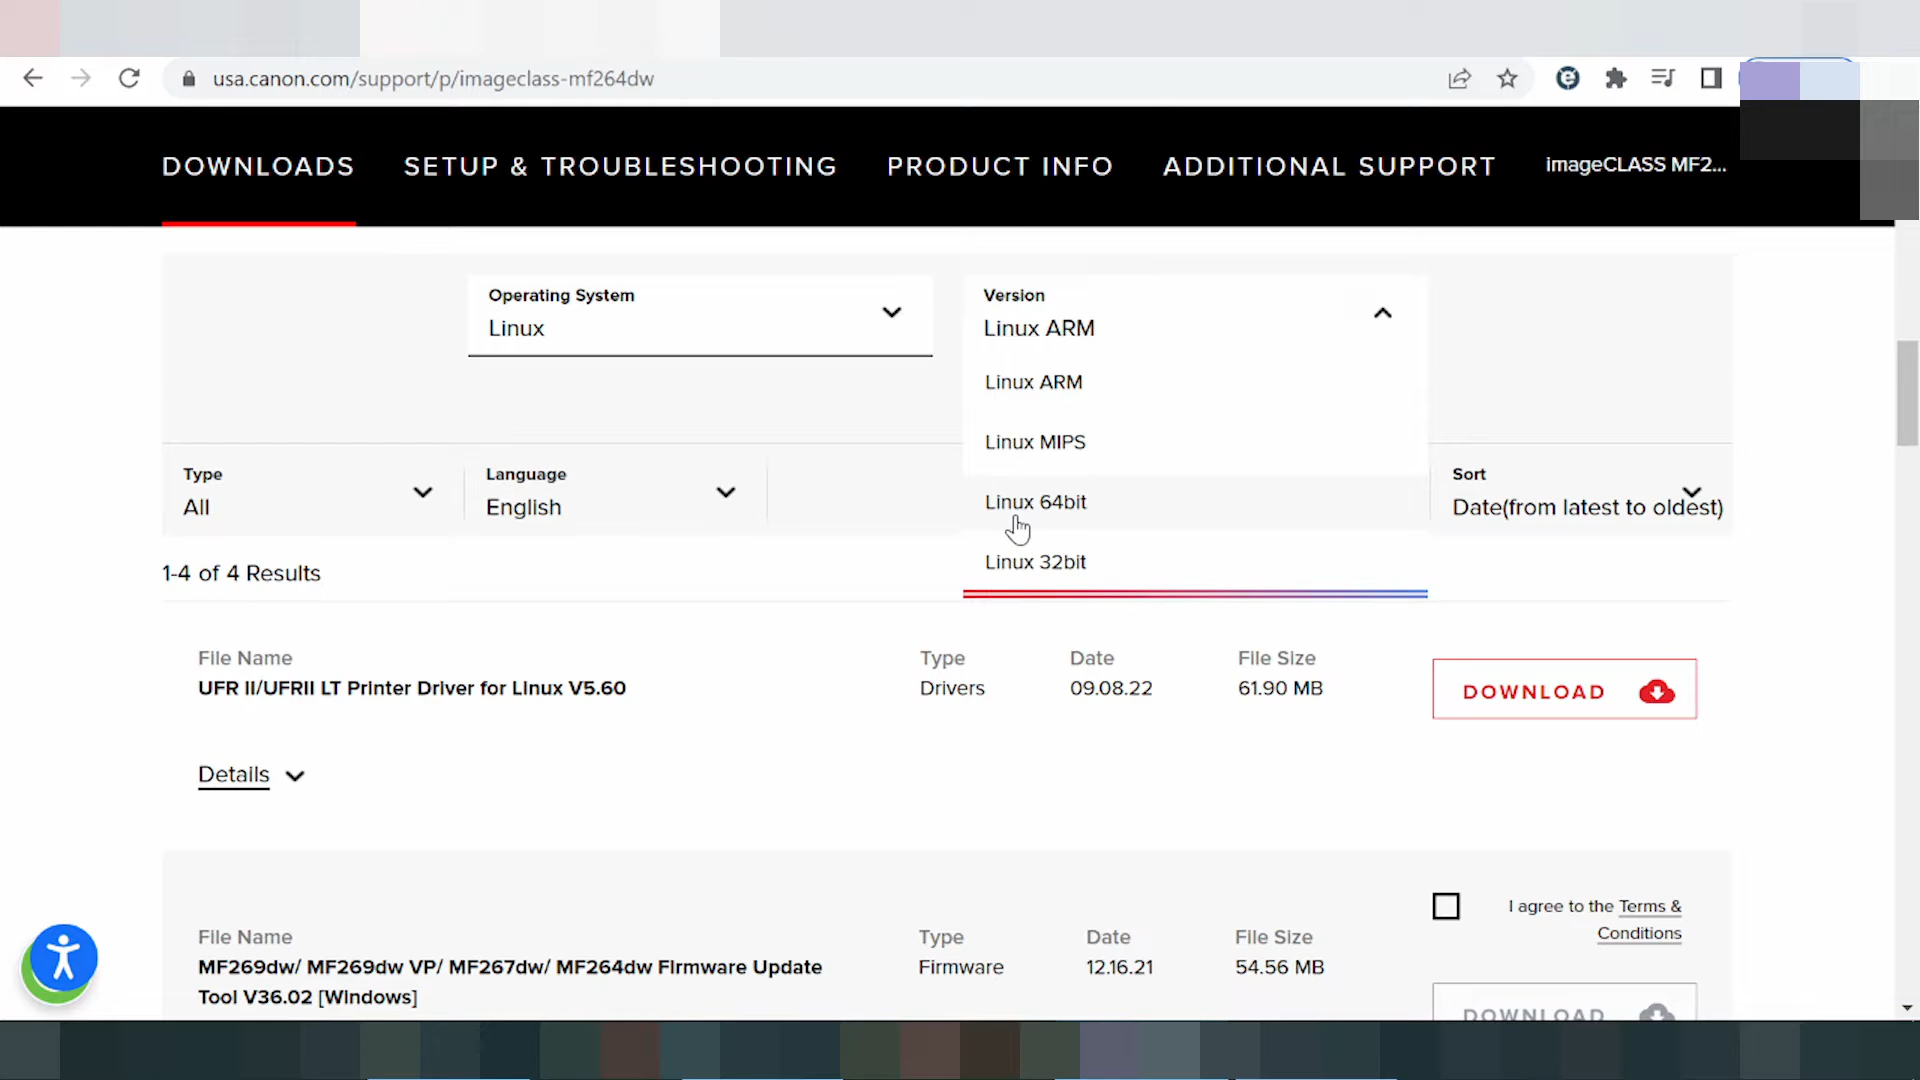 usa.canon.com/support/p/imageclass-mf264dw
DOWNLOADS SETUP & TROUBLESHOOTING PRODUCT INFO ADDITIONAL SUPPORT imageCLASS MF2...
Operating System
Linux
Version
Linux ARM
Linux ARM
Linux MIPS
Linux 64bit
Linux 32bit
Type
All
Language
English
Sort
Date(from latest to oldest)
1-4 of 4 Results
File Name
UFR II/UFRII LT Printer Driver for Linux V5.60
Type
Drivers
Date
09.08.22
File Size
61.90 MB
DOWNLOAD
Details
I agree to the Terms &
Conditions
File Name
MF269dw/ MF269dw VP/ MF267dw/ MF264dw Firmware Update
Tool V36.02 [Windows]
Type
Firmware
Date
12.16.21
File Size
54.56 MB
DOWNLOAD